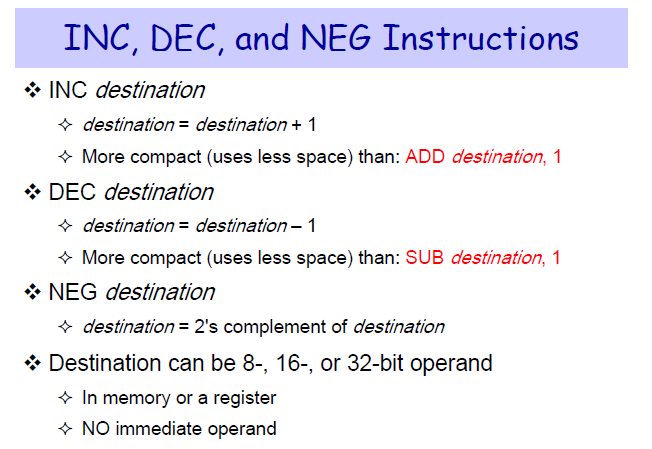 INC, DEC, and NEG Instructions
❖ INC destination
✧ destination = destination + 1
✧ More compact (uses less space) than: ADD destination, 1
❖ DEC destination
✧ destination = destination – 1
✧ More compact (uses less space) than: SUB destination, 1
❖ NEG destination
✧ destination = 2's complement of destination
❖ Destination can be 8-, 16-, or 32-bit operand
✧ In memory or a register
✧ NO immediate operand